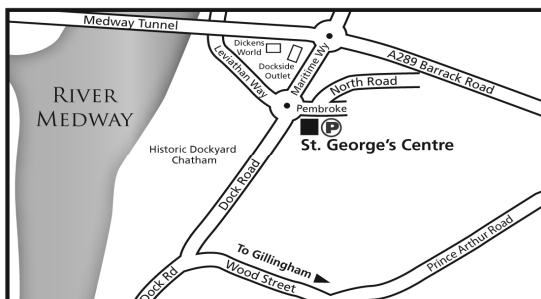 Medway Tunnel
Dickens
World
Dockside
Outlet
Maritime Wy
Leviathan Way
A289 Barrack Road
North Road
Pembroke
RIVER
MEDWAY
P
St. George's Centre
Historic Dockyard
Chatham
Dock Road
To Gillingham
Wood Street
Prince Arthur Road
Dock Rd